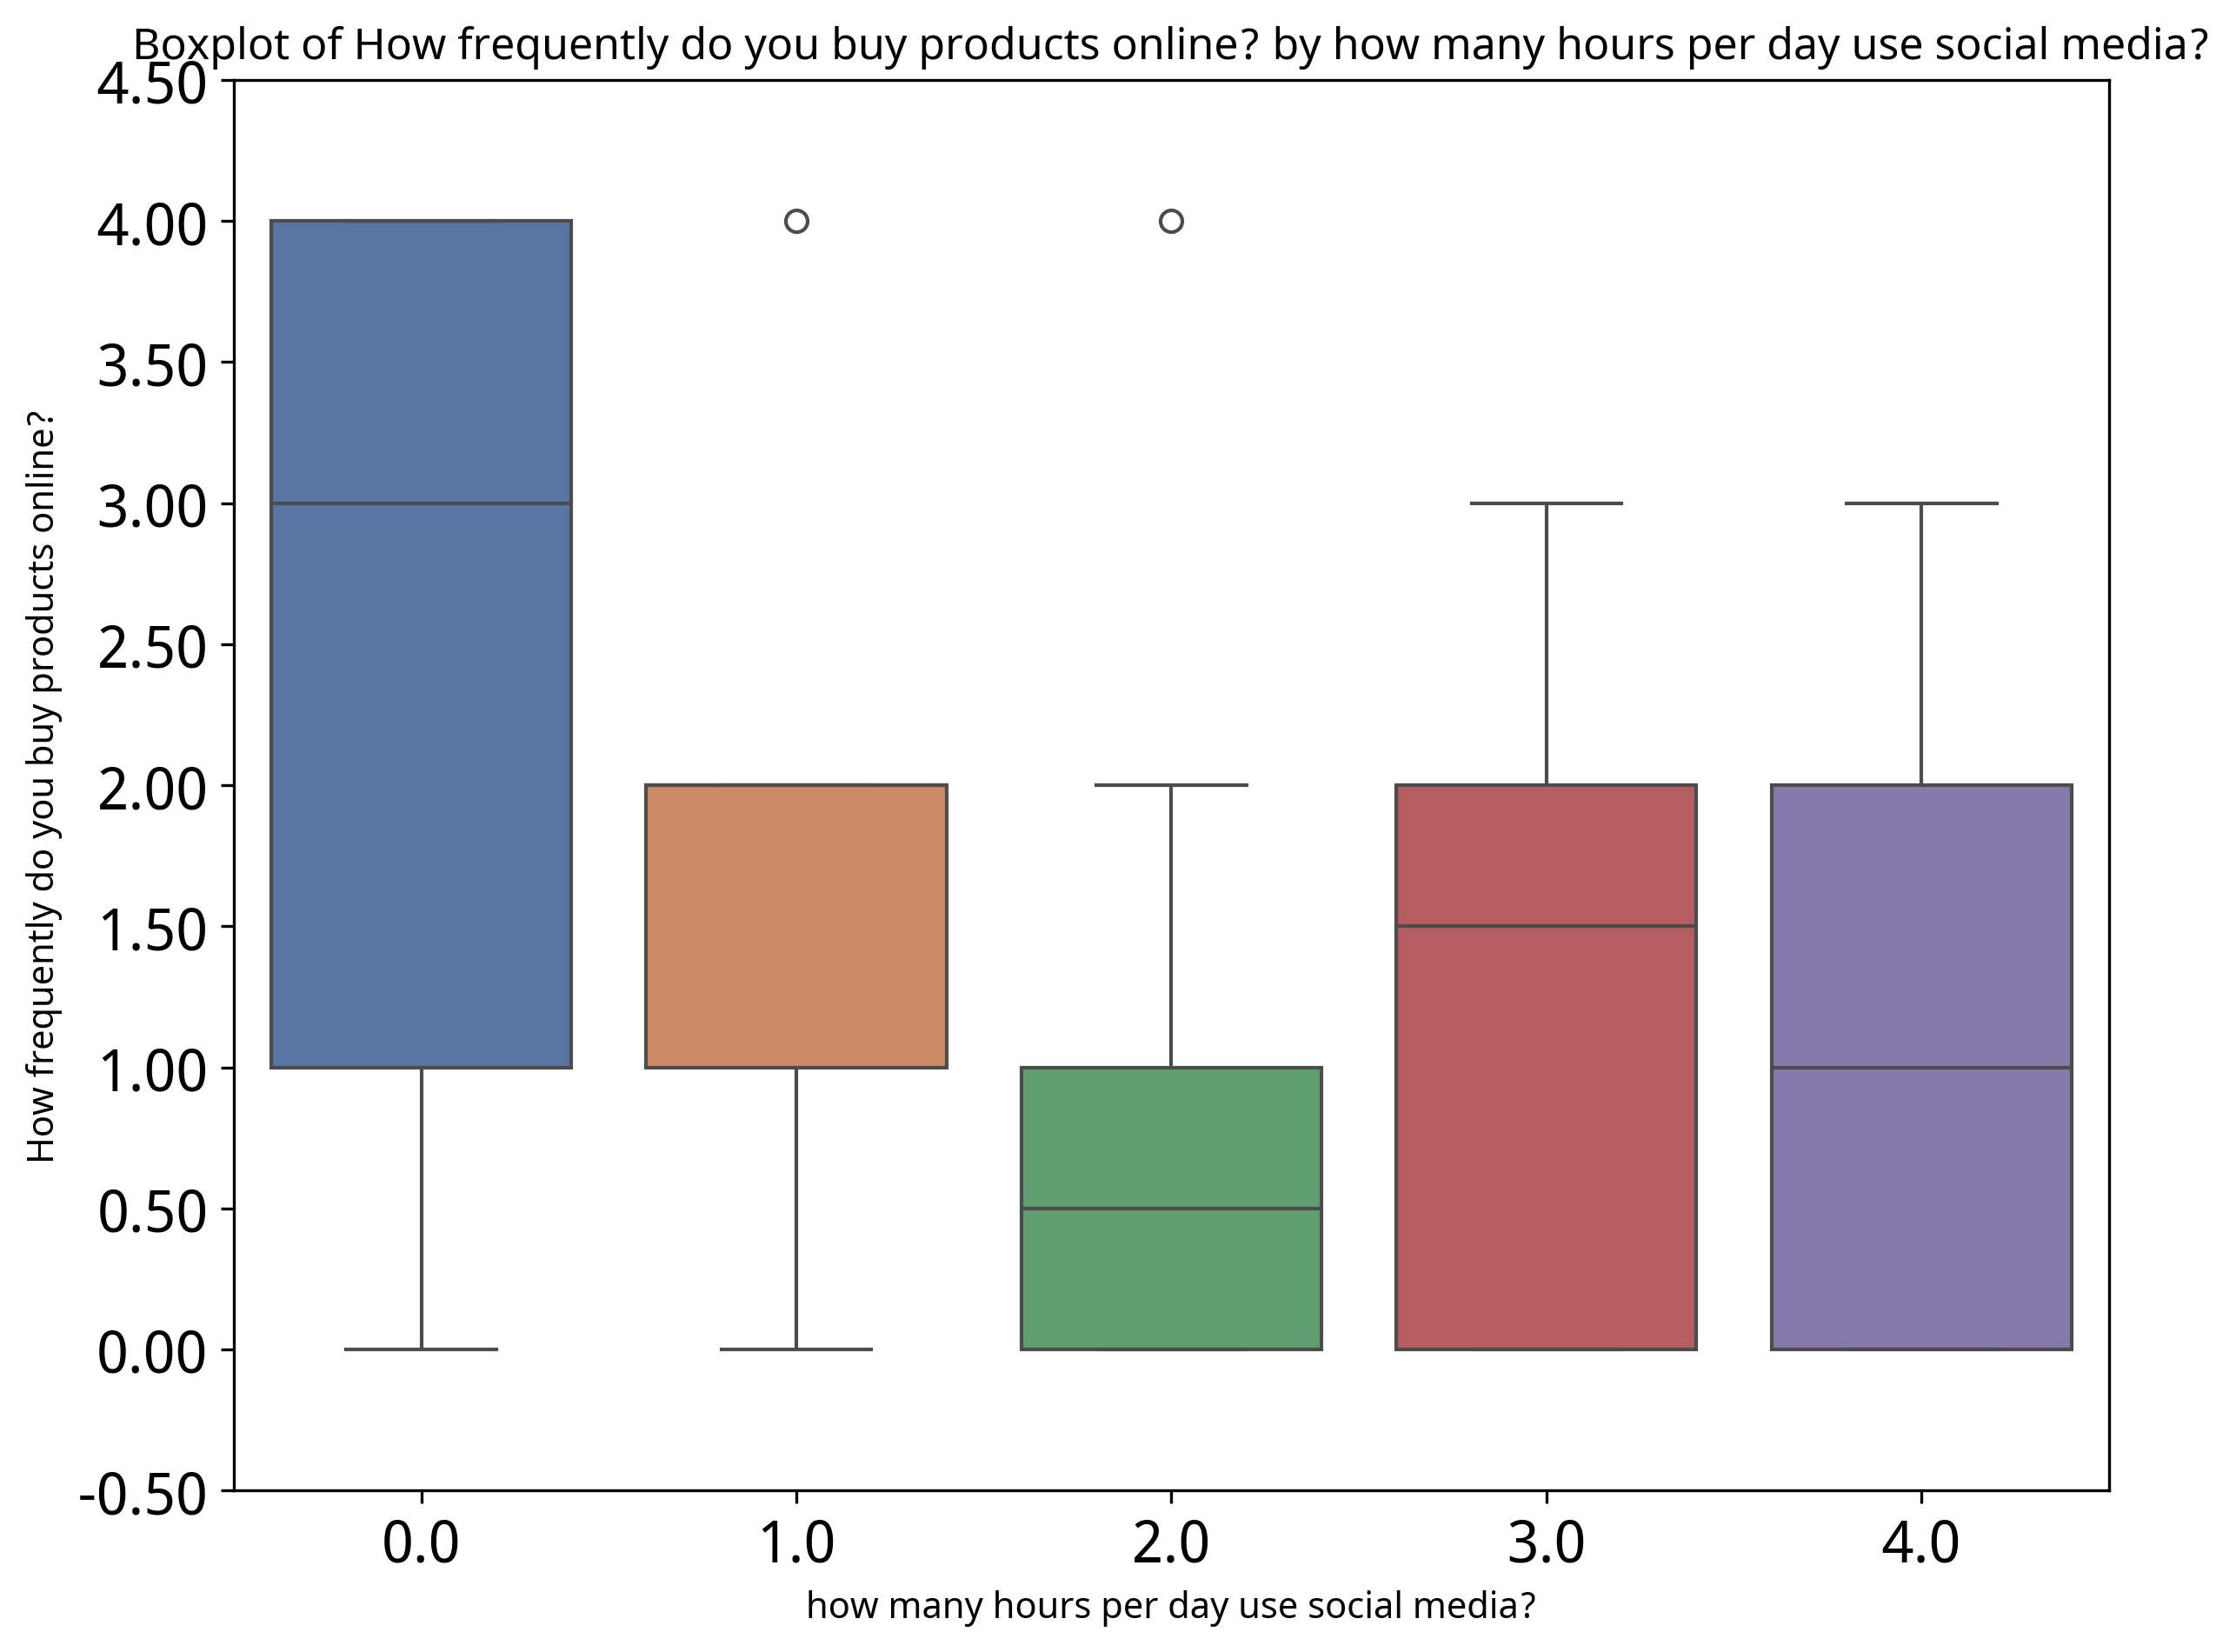 Boxplot of How frequently do you buy products online? by how many hours per day use social media?
4.50
4.00
3.50
3.00
2.50
2.00
1.50
1.00
0.50
0.00
-0.50
How frequently do you buy products online?
0.0 1.0 2.0 3.0 4.0
how many hours per day use social media?